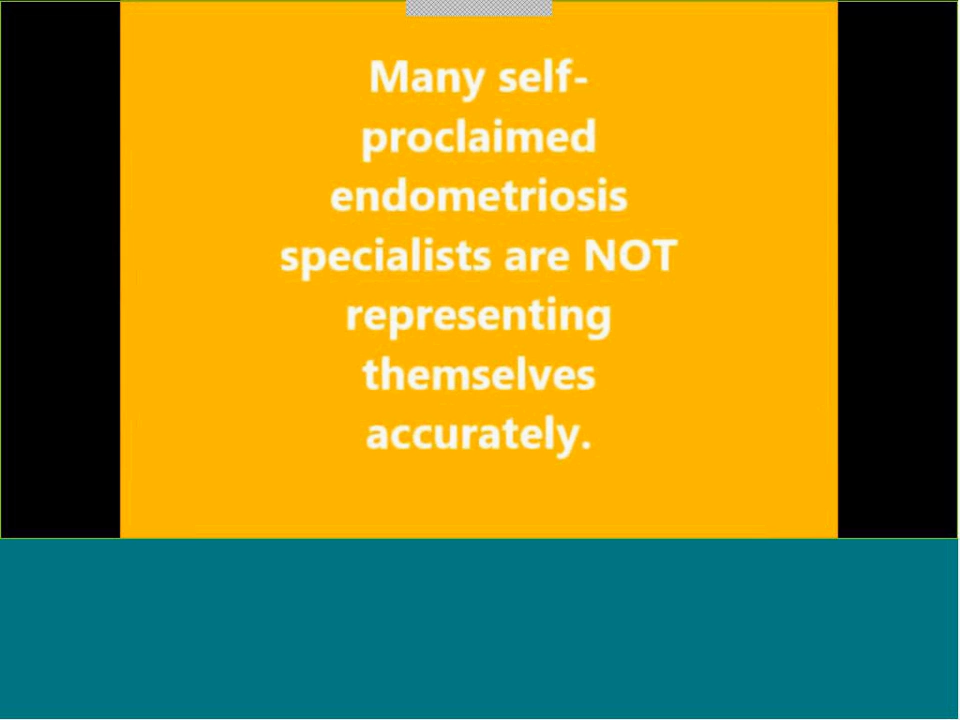 Many self-
proclaimed
endometriosis
specialists are NOT
representing
themselves
accurately.